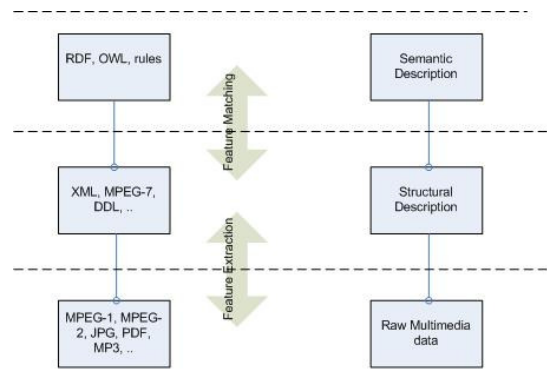 RDF, OWL, rules
Semantic
Description
Feature Matching
XML, MPEG-7,
DDL, ..
Structural
Description
Feature Extraction
MPEG-1, MPEG-
2, JPG, PDF,
MP3, ..
Raw Multimedia
data